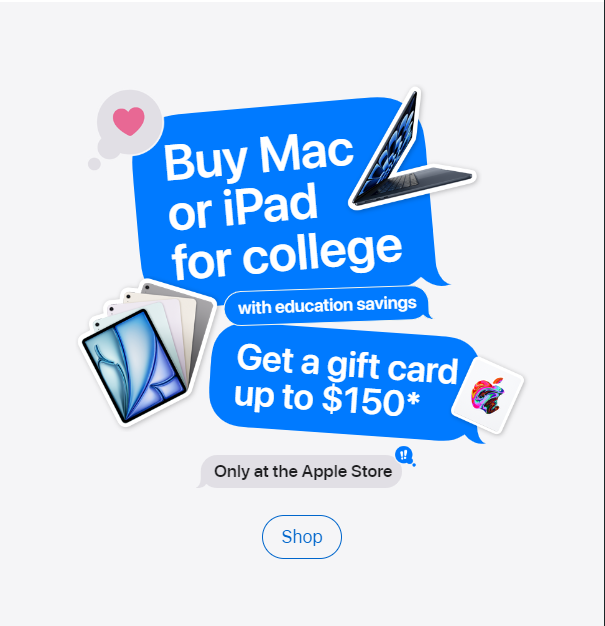 Buy Mac
or iPad
for college
with education savings
Get a gift card
up to $150*
Only at the Apple Store
!!
Shop